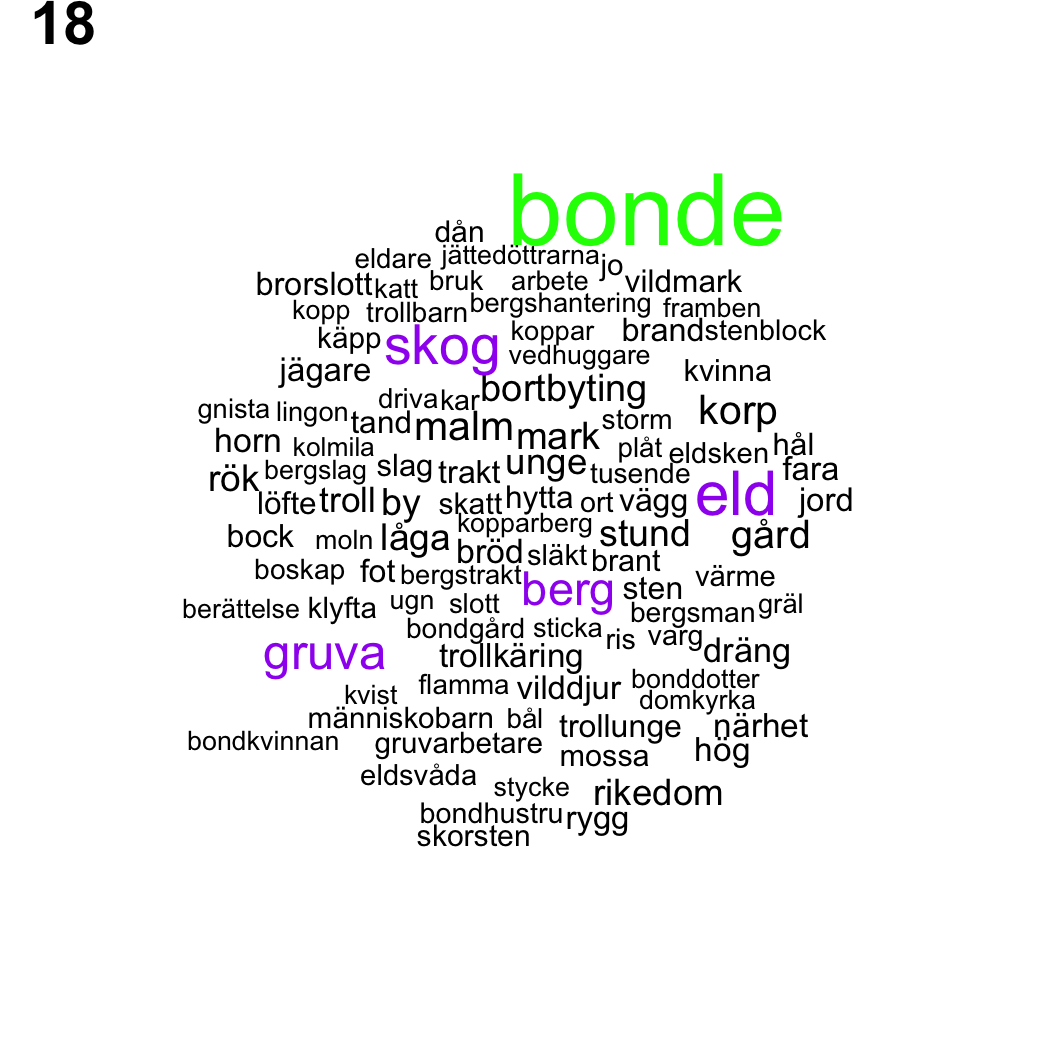 18
bonde
dån
eldare jättedöttrarna jo
brorslott katt bruk arbete vildmark
kopp trollbarn bergshantering framben
käpp skog koppar brand stenblock
vedhuggare
jägare bortbyting kvinna
gnista lingon driva kar korp
tand malm mark storm
horn kolmila plåt eldsken hål
rök bergslag slag trakt unge tusende fara
löfte troll by skatt hytta ort vägg eld jord
bock moln låga kopparberg stund gård
bröd släkt brant
boskap fot bergstrakt berg sten värme
berättelse klyfta ugn slott bergsman gräl
bondgård sticka ris varg
gruva trollkäring dräng
kvist flamma vilddjur bonddotter
domkyrka
människobarn bål trollunge närhet
bondkvinnan gruvarbetare mossa hög
eldsvåda stycke rikedom
bondhustru rygg
skorsten